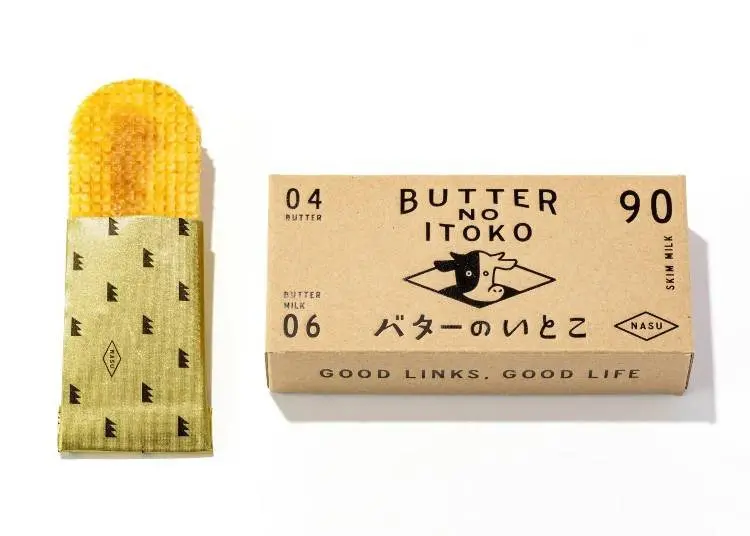 NASU
04
BUTTER
BUTTER
NO
ITOKO
90
SKIM MILK
BUTTER
MILK
06
バターのいとこ
NASU
GOOD LINKS, GOOD LIFE